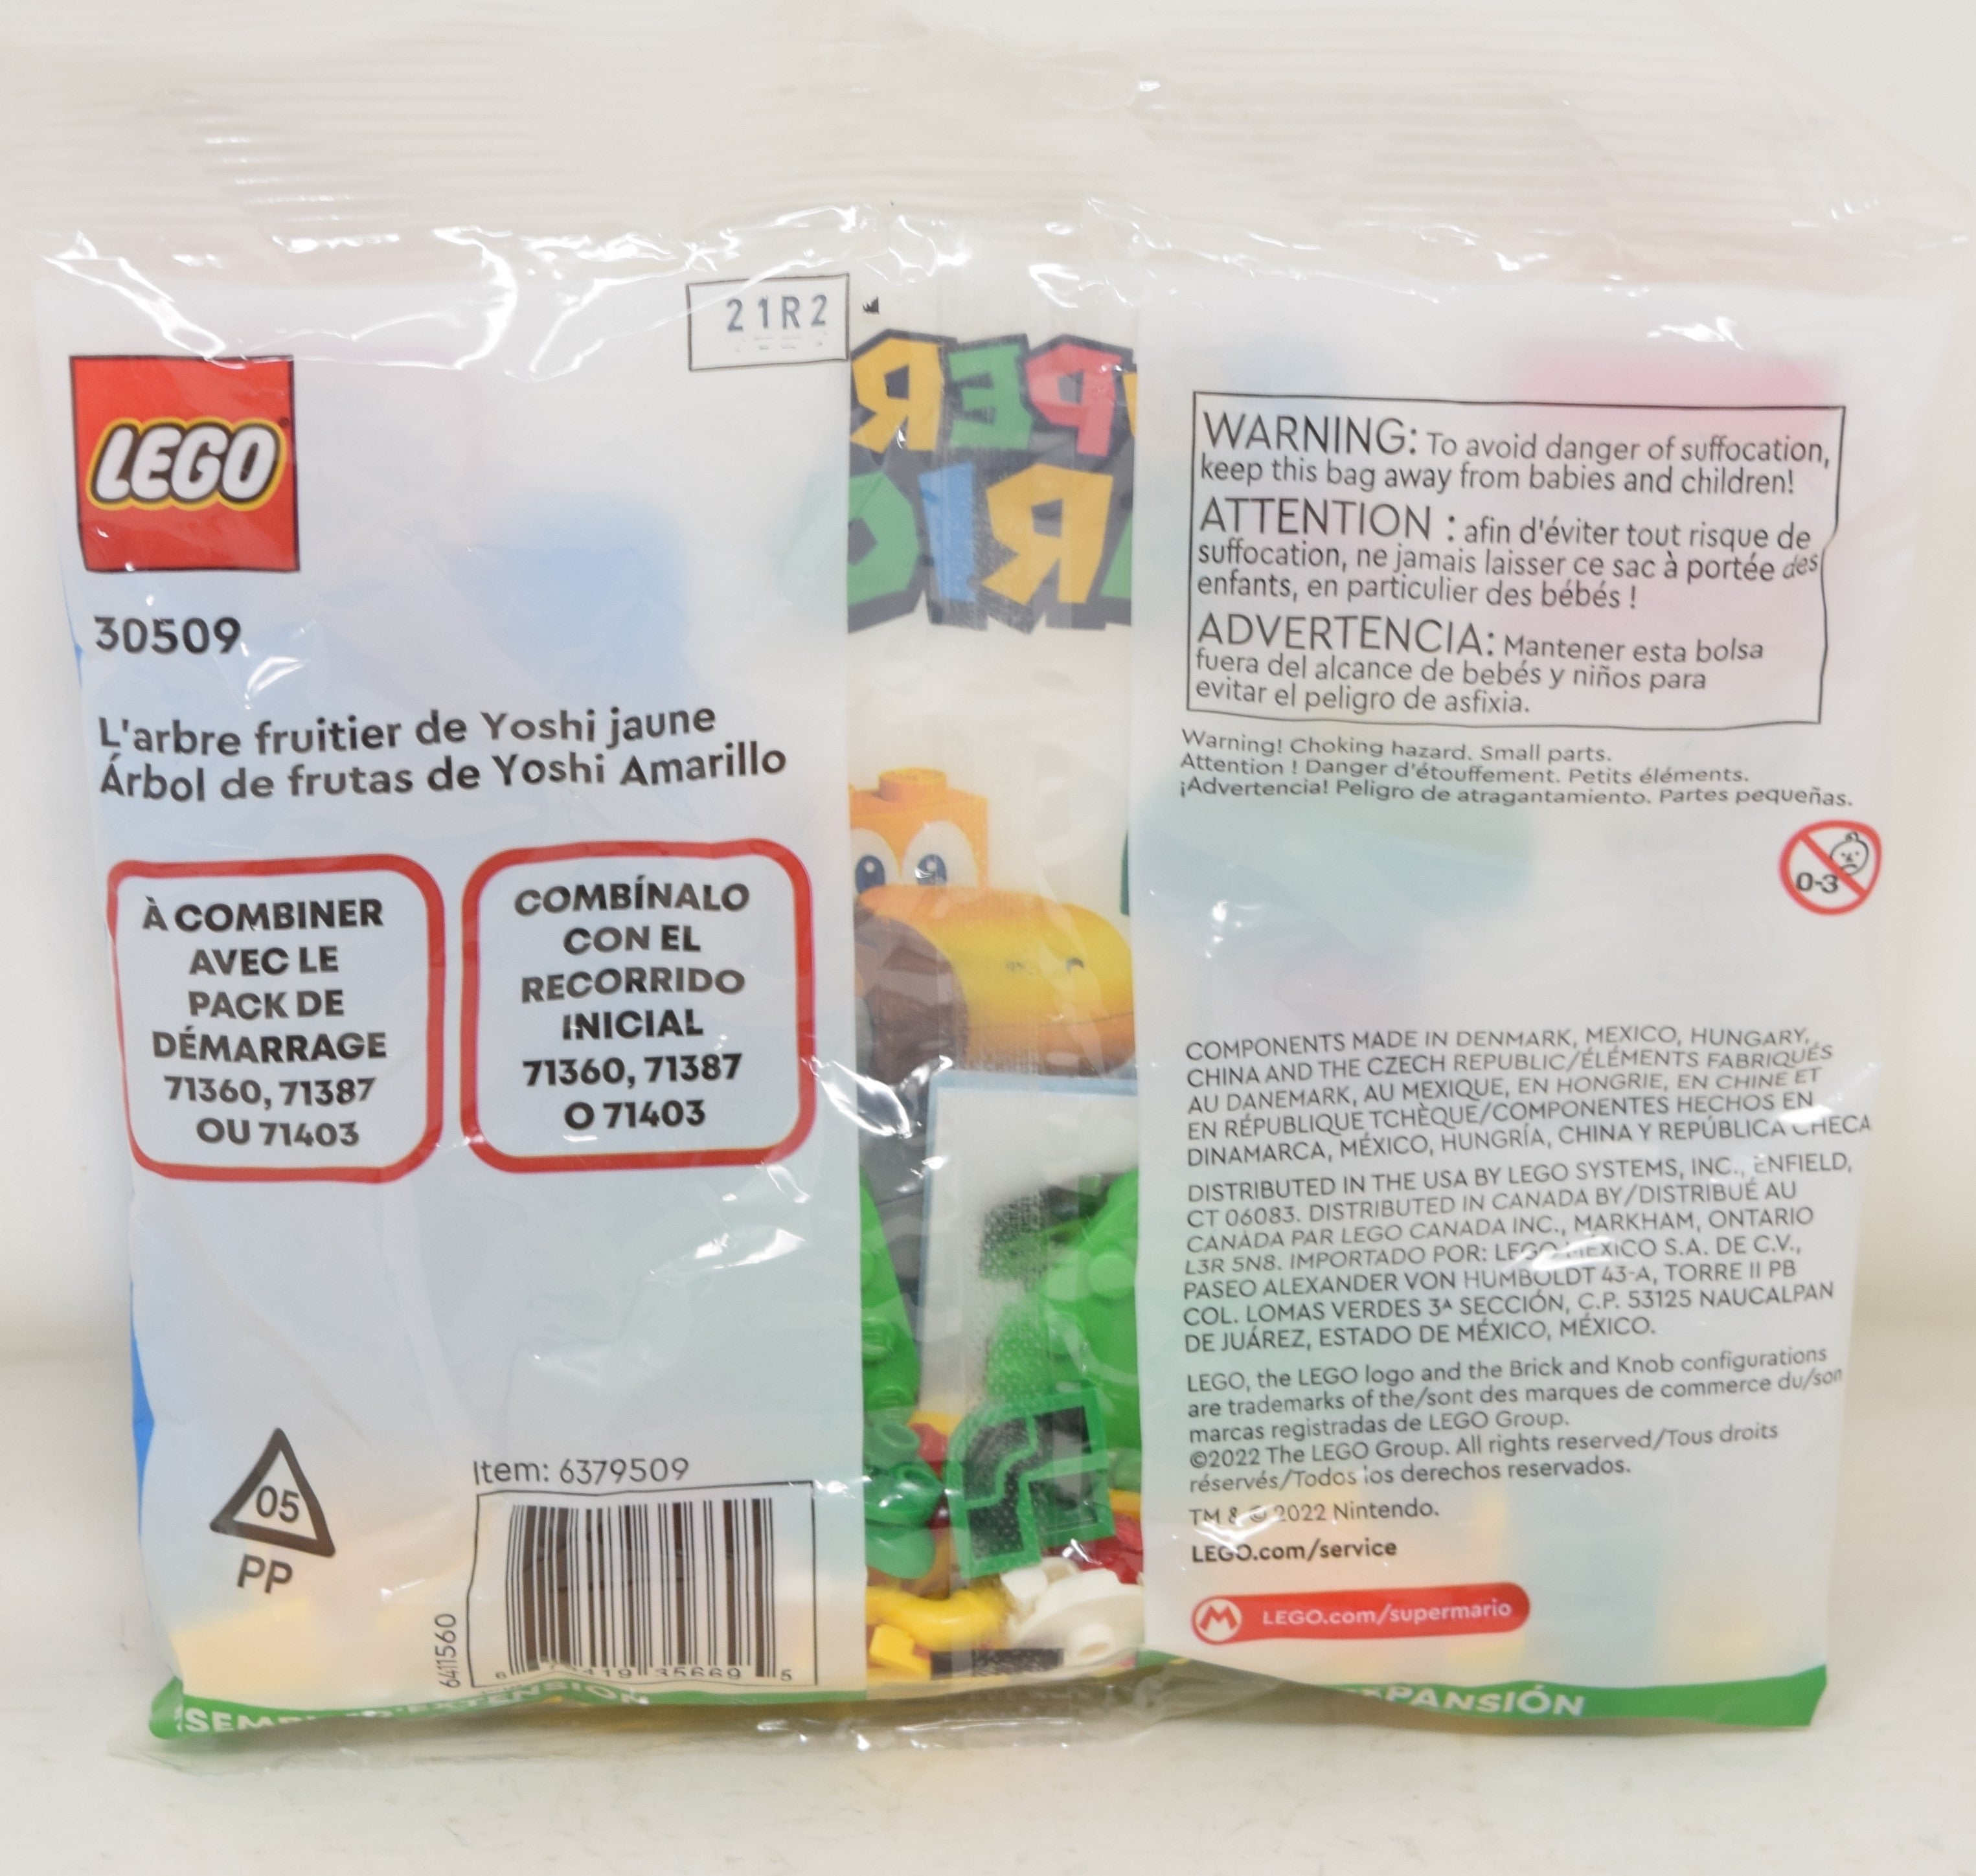 21R2
LEGO
30509
L'arbre fruitier de Yoshi jaune
Árbol de frutas de Yoshi Amarillo
À COMBINER
AVEC LE
PACK DE
DÉMARRAGE
71360, 71387
OU 71403
COMBÍNALO
CON EL
RECORRIDO
INICIAL
71360, 71387
O 71403
05
PP
Item: 6379509
6411560
35669 5
D'EXTENSION
WARNING: To avoid danger of suffocation,
keep this bag away from babies and children!
ATTENTION : afin d'éviter tout risque de
suffocation, ne jamais laisser ce sac à portée des
enfants, en particulier des bébés !
ADVERTENCIA: Mantener esta bolsa
fuera del alcance de bebés y niños para
evitar el peligro de asfixia.
Warning! Choking hazard. Small parts.
Attention ! Danger d'étouffement. Petits éléments.
¡Advertencia! Peligro de atragantamiento. Partes pequeñas.
0-3
COMPONENTS MADE IN DENMARK, MEXICO, HUNGARY,
CHINA AND THE CZECH REPUBLIC/ÉLÉMENTS FABRIQUÉS
AU DANEMARK, AU MEXIQUE, EN HONGRIE, EN CHINE ET
EN RÉPUBLIQUE TCHÈQUE/COMPONENTES HECHOS EN
DINAMARCA, MÉXICO, HUNGRÍA, CHINA Y REPÚBLICA CHECA
DISTRIBUTED IN THE USA BY LEGO SYSTEMS, INC., ENFIELD,
CT 06083. DISTRIBUTED IN CANADA BY/DISTRIBUÉ AU
CANADA PAR LEGO CANADA INC., MARKHAM, ONTARIO
L3R 5N8. IMPORTADO POR: LEGO MÉXICO S.A. DE C.V.,
PASEO ALEXANDER VON HUMBOLDT 43-A, TORRE II PB
COL. LOMAS VERDES 3ᴬ SECCIÓN, C.P. 53125 NAUCALPAN
DE JUÁREZ, ESTADO DE MÉXICO, MÉXICO.
LEGO, the LEGO logo and the Brick and Knob configurations
are trademarks of the/sont des marques de commerce du/son
marcas registradas de LEGO Group.
©2022 The LEGO Group. All rights reserved/Tous droits
réservés/Todos los derechos reservados.
TM & © 2022 Nintendo.
LEGO.com/service
M LEGO.com/supermario
XPANSIÓN